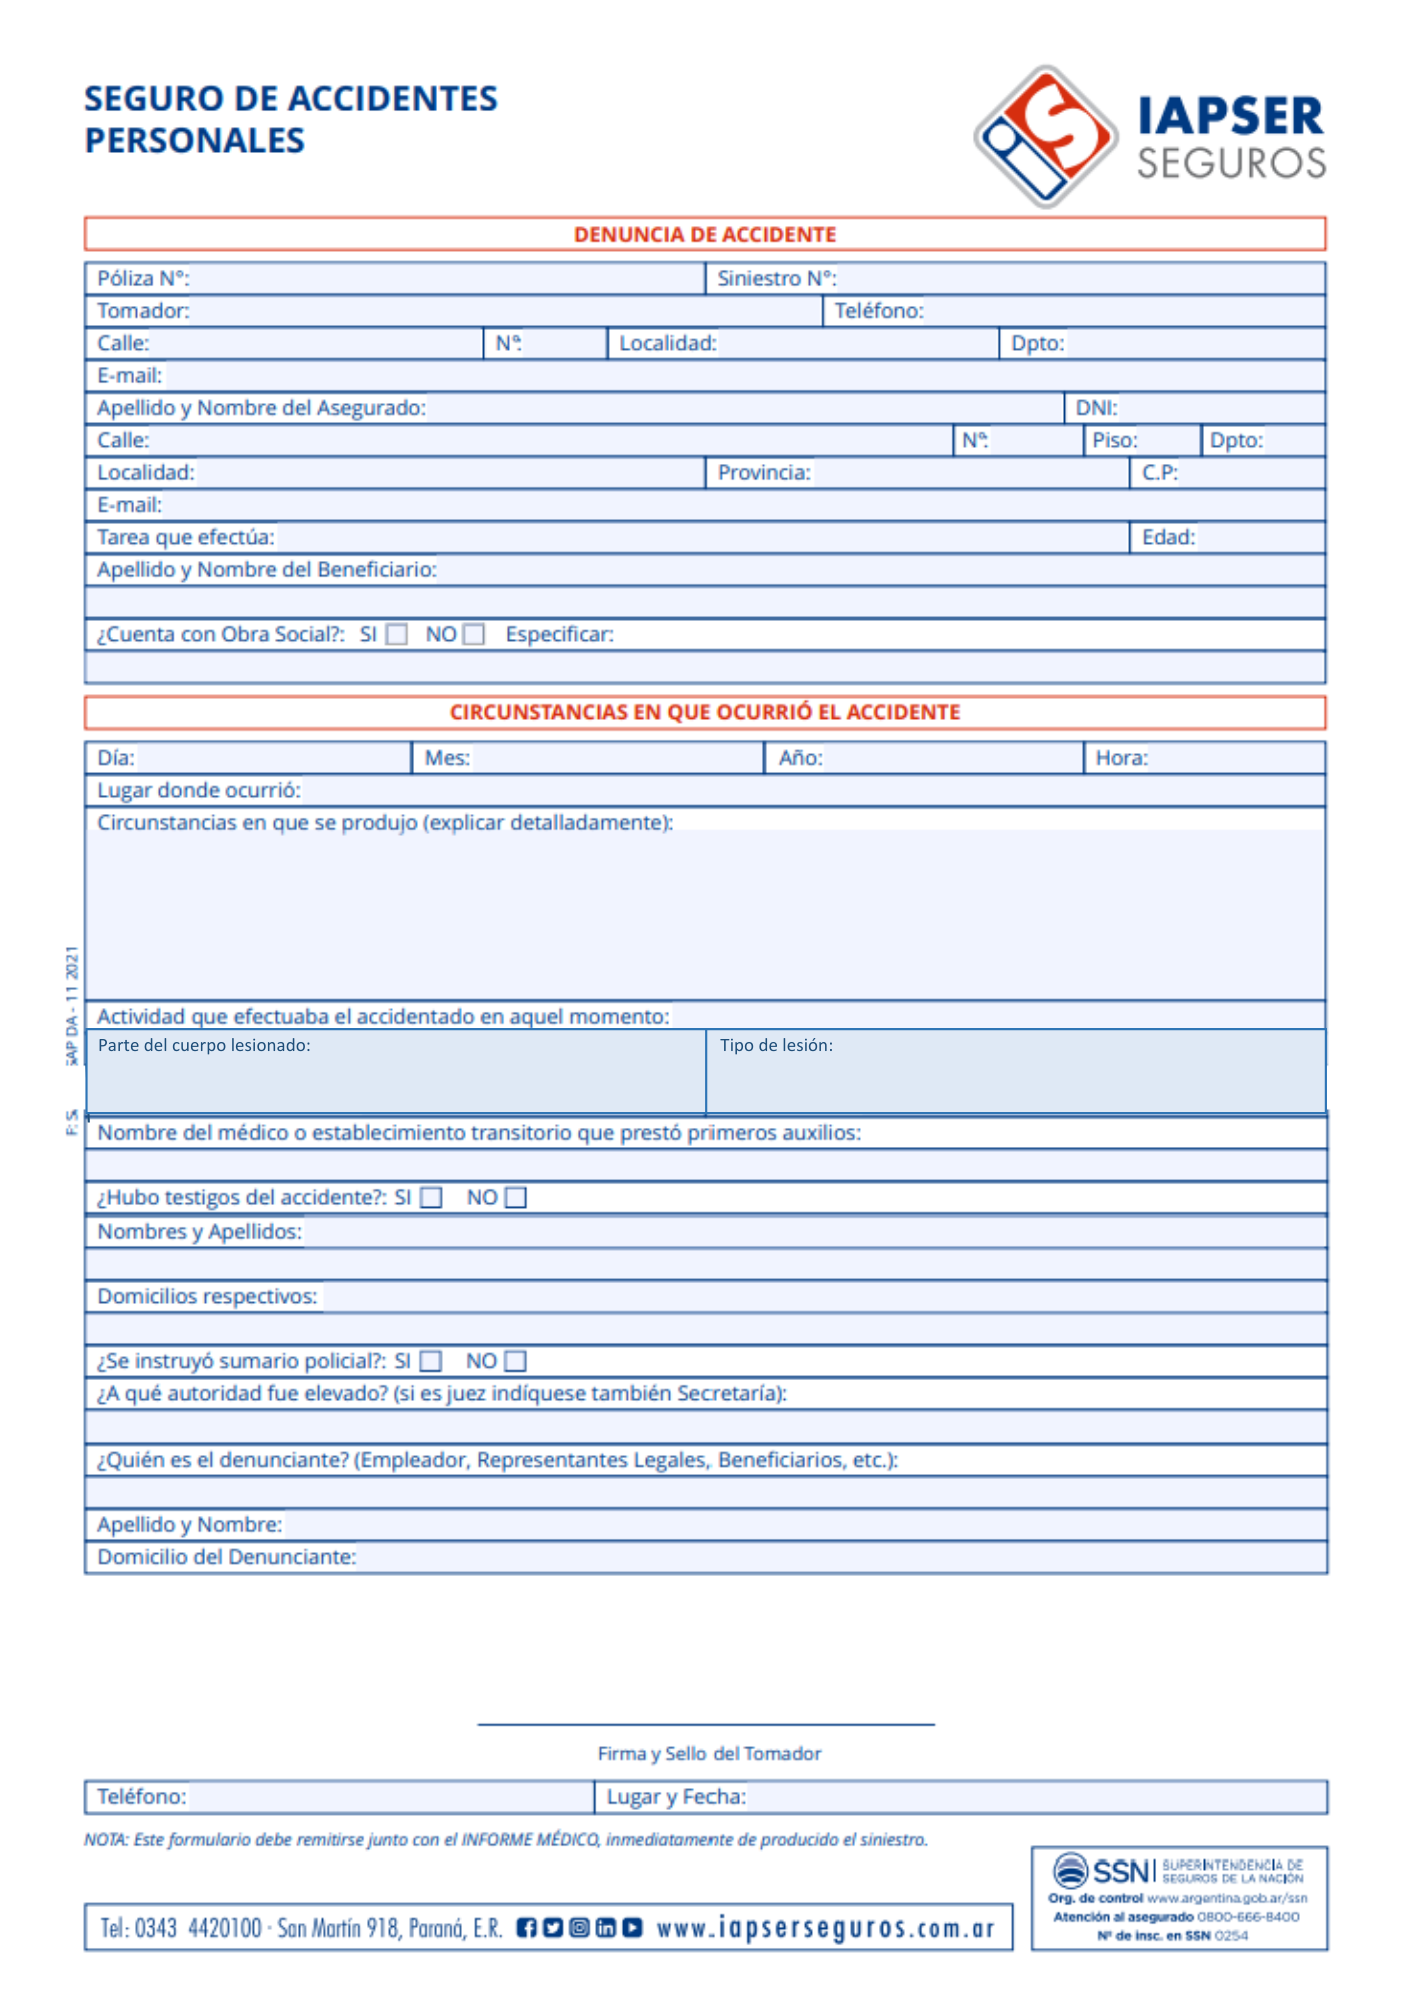 SEGURO DE ACCIDENTES
PERSONALES
IAPSER
SEGUROS
DENUNCIA DE ACCIDENTE
Póliza N°: Siniestro N°:
Tomador: Teléfono:
Calle: N°: Localidad: Dpto:
E-mail:
Apellido y Nombre del Asegurado: DNI:
Calle: N°: Piso: Dpto:
Localidad: Provincia: C.P:
E-mail:
Tarea que efectúa: Edad:
Apellido y Nombre del Beneficiario:
¿Cuenta con Obra Social?: SI NO Especificar:
CIRCUNSTANCIAS EN QUE OCURRIÓ EL ACCIDENTE
Día: Mes: Año: Hora:
Lugar donde ocurrió:
Circunstancias en que se produjo (explicar detalladamente):
Actividad que efectuaba el accidentado en aquel momento:
Parte del cuerpo lesionado: Tipo de lesión:
Nombre del médico o establecimiento transitorio que prestó primeros auxilios:
¿Hubo testigos del accidente?: SI NO
Nombres y Apellidos:
Domicilios respectivos:
¿Se instruyó sumario policial?: SI NO
¿A qué autoridad fue elevado? (si es juez indíquese también Secretaría):
¿Quién es el denunciante? (Empleador, Representantes Legales, Beneficiarios, etc.):
Apellido y Nombre:
Domicilio del Denunciante:
DA - 11 2021
Firma y Sello del Tomador
Teléfono: Lugar y Fecha:
NOTA: Este formulario debe remitirse junto con el INFORME MÉDICO, inmediatamente de producido el siniestro.
Tel: 0343 4420100 · San Martín 918, Paraná, E.R. www.iapserseguros.com.ar
SSN SUPERINTENDENCIA DE
SEGUROS DE LA NACIÓN
Org. de control www.argentina.gob.ar/ssn
Atención al asegurado 0800-666-8400
N° de insc. en SSN 0254